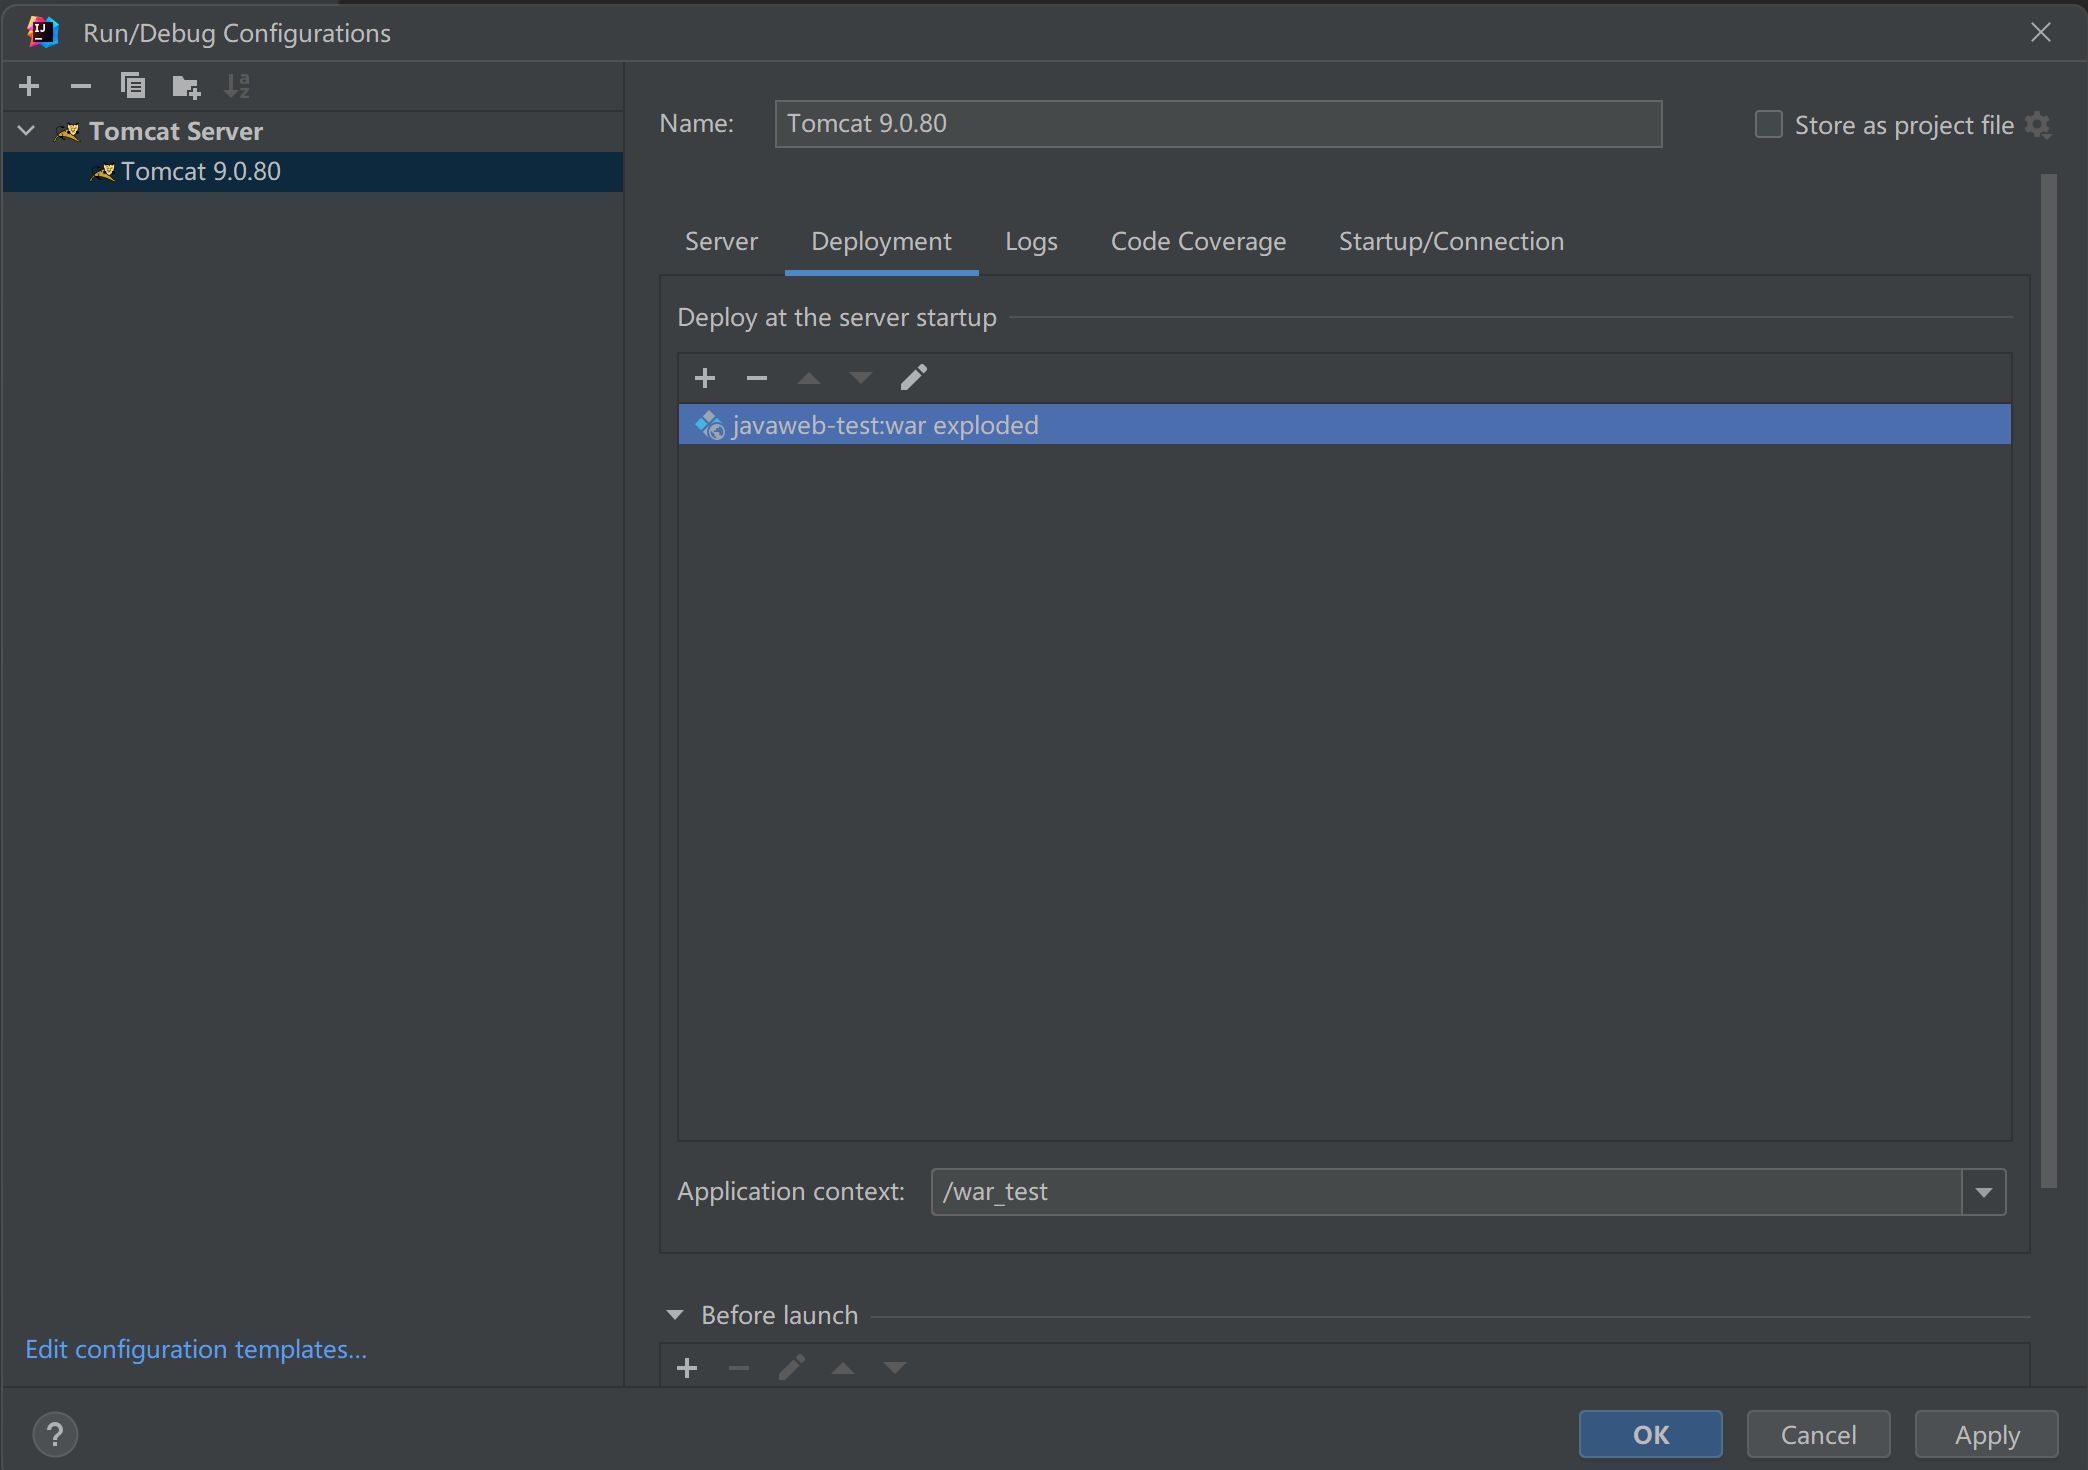 Run/Debug Configurations
Tomcat Server
Tomcat 9.0.80
Edit configuration templates...
Name: Tomcat 9.0.80
Store as project file
Server Deployment Logs Code Coverage Startup/Connection
Deploy at the server startup
javaweb-test:war exploded
Application context: /war_test
Before launch
? OK Cancel Apply